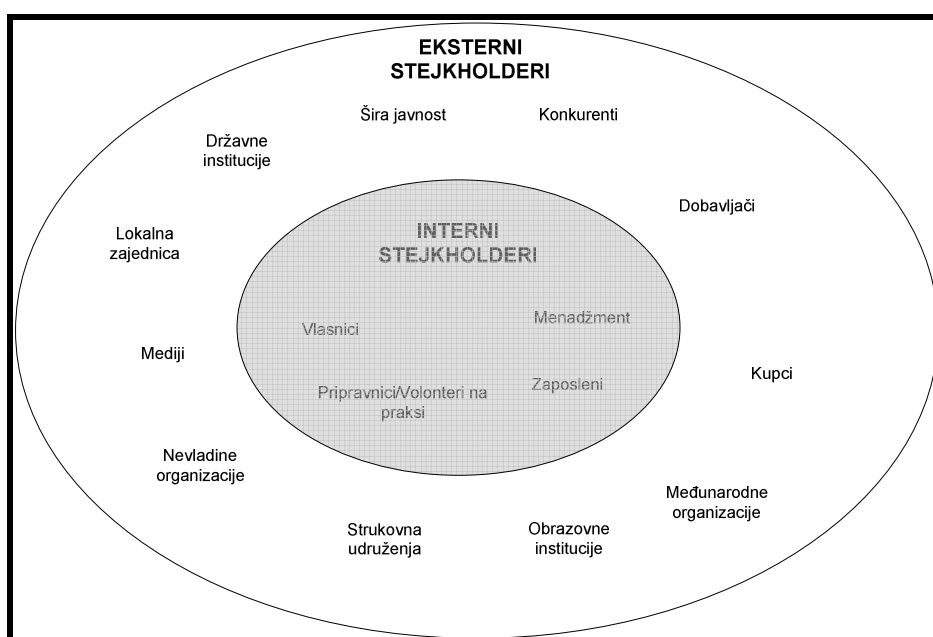 EKSTERNI
STEJKHOLDERI
Šira javnost
Konkurenti
Državne
institucije
Dobavljači
Lokalna
zajednica
INTERNI
STEJKHOLDERI
Vlasnici
Menadžment
Mediji
Kupci
Pripravnici/Volonteri na
praksi
Zaposleni
Nevladine
organizacije
Međunarodne
organizacije
Strukovna
udruženja
Obrazovne
institucije